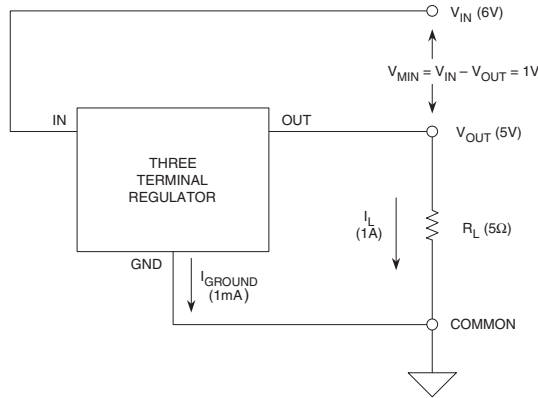 V_IN (6V)
V_MIN = V_IN – V_OUT = 1V
IN
OUT
V_OUT (5V)
THREE
TERMINAL
REGULATOR
I_L
(1A)
R_L (5Ω)
GND
I_GROUND
(1mA)
COMMON